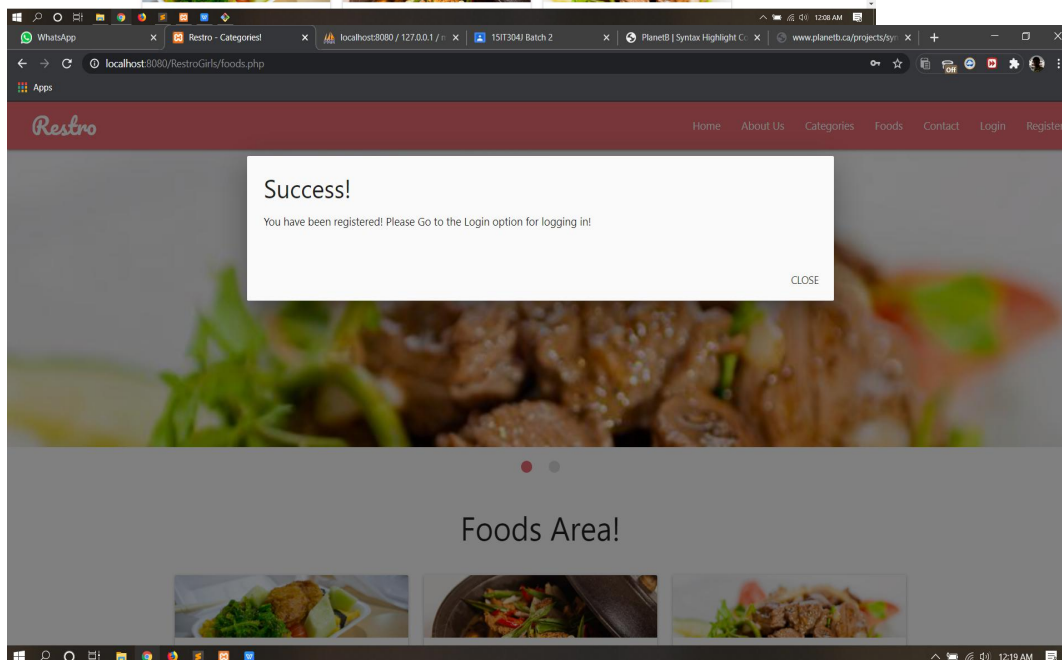 12:08 AM
WhatsApp
Restro - Categories!
localhost:8080 / 127.0.0.1 /
15IT304J Batch 2
PlanetB | Syntax Highlight
www.planetb.ca/projects/syn
localhost:8080/RestroGirls/foods.php
Off
Apps
Restro
Home About Us Categories Foods Contact Login Register
Success!
You have been registered! Please Go to the Login option for logging in!
CLOSE
Foods Area!
12:19 AM